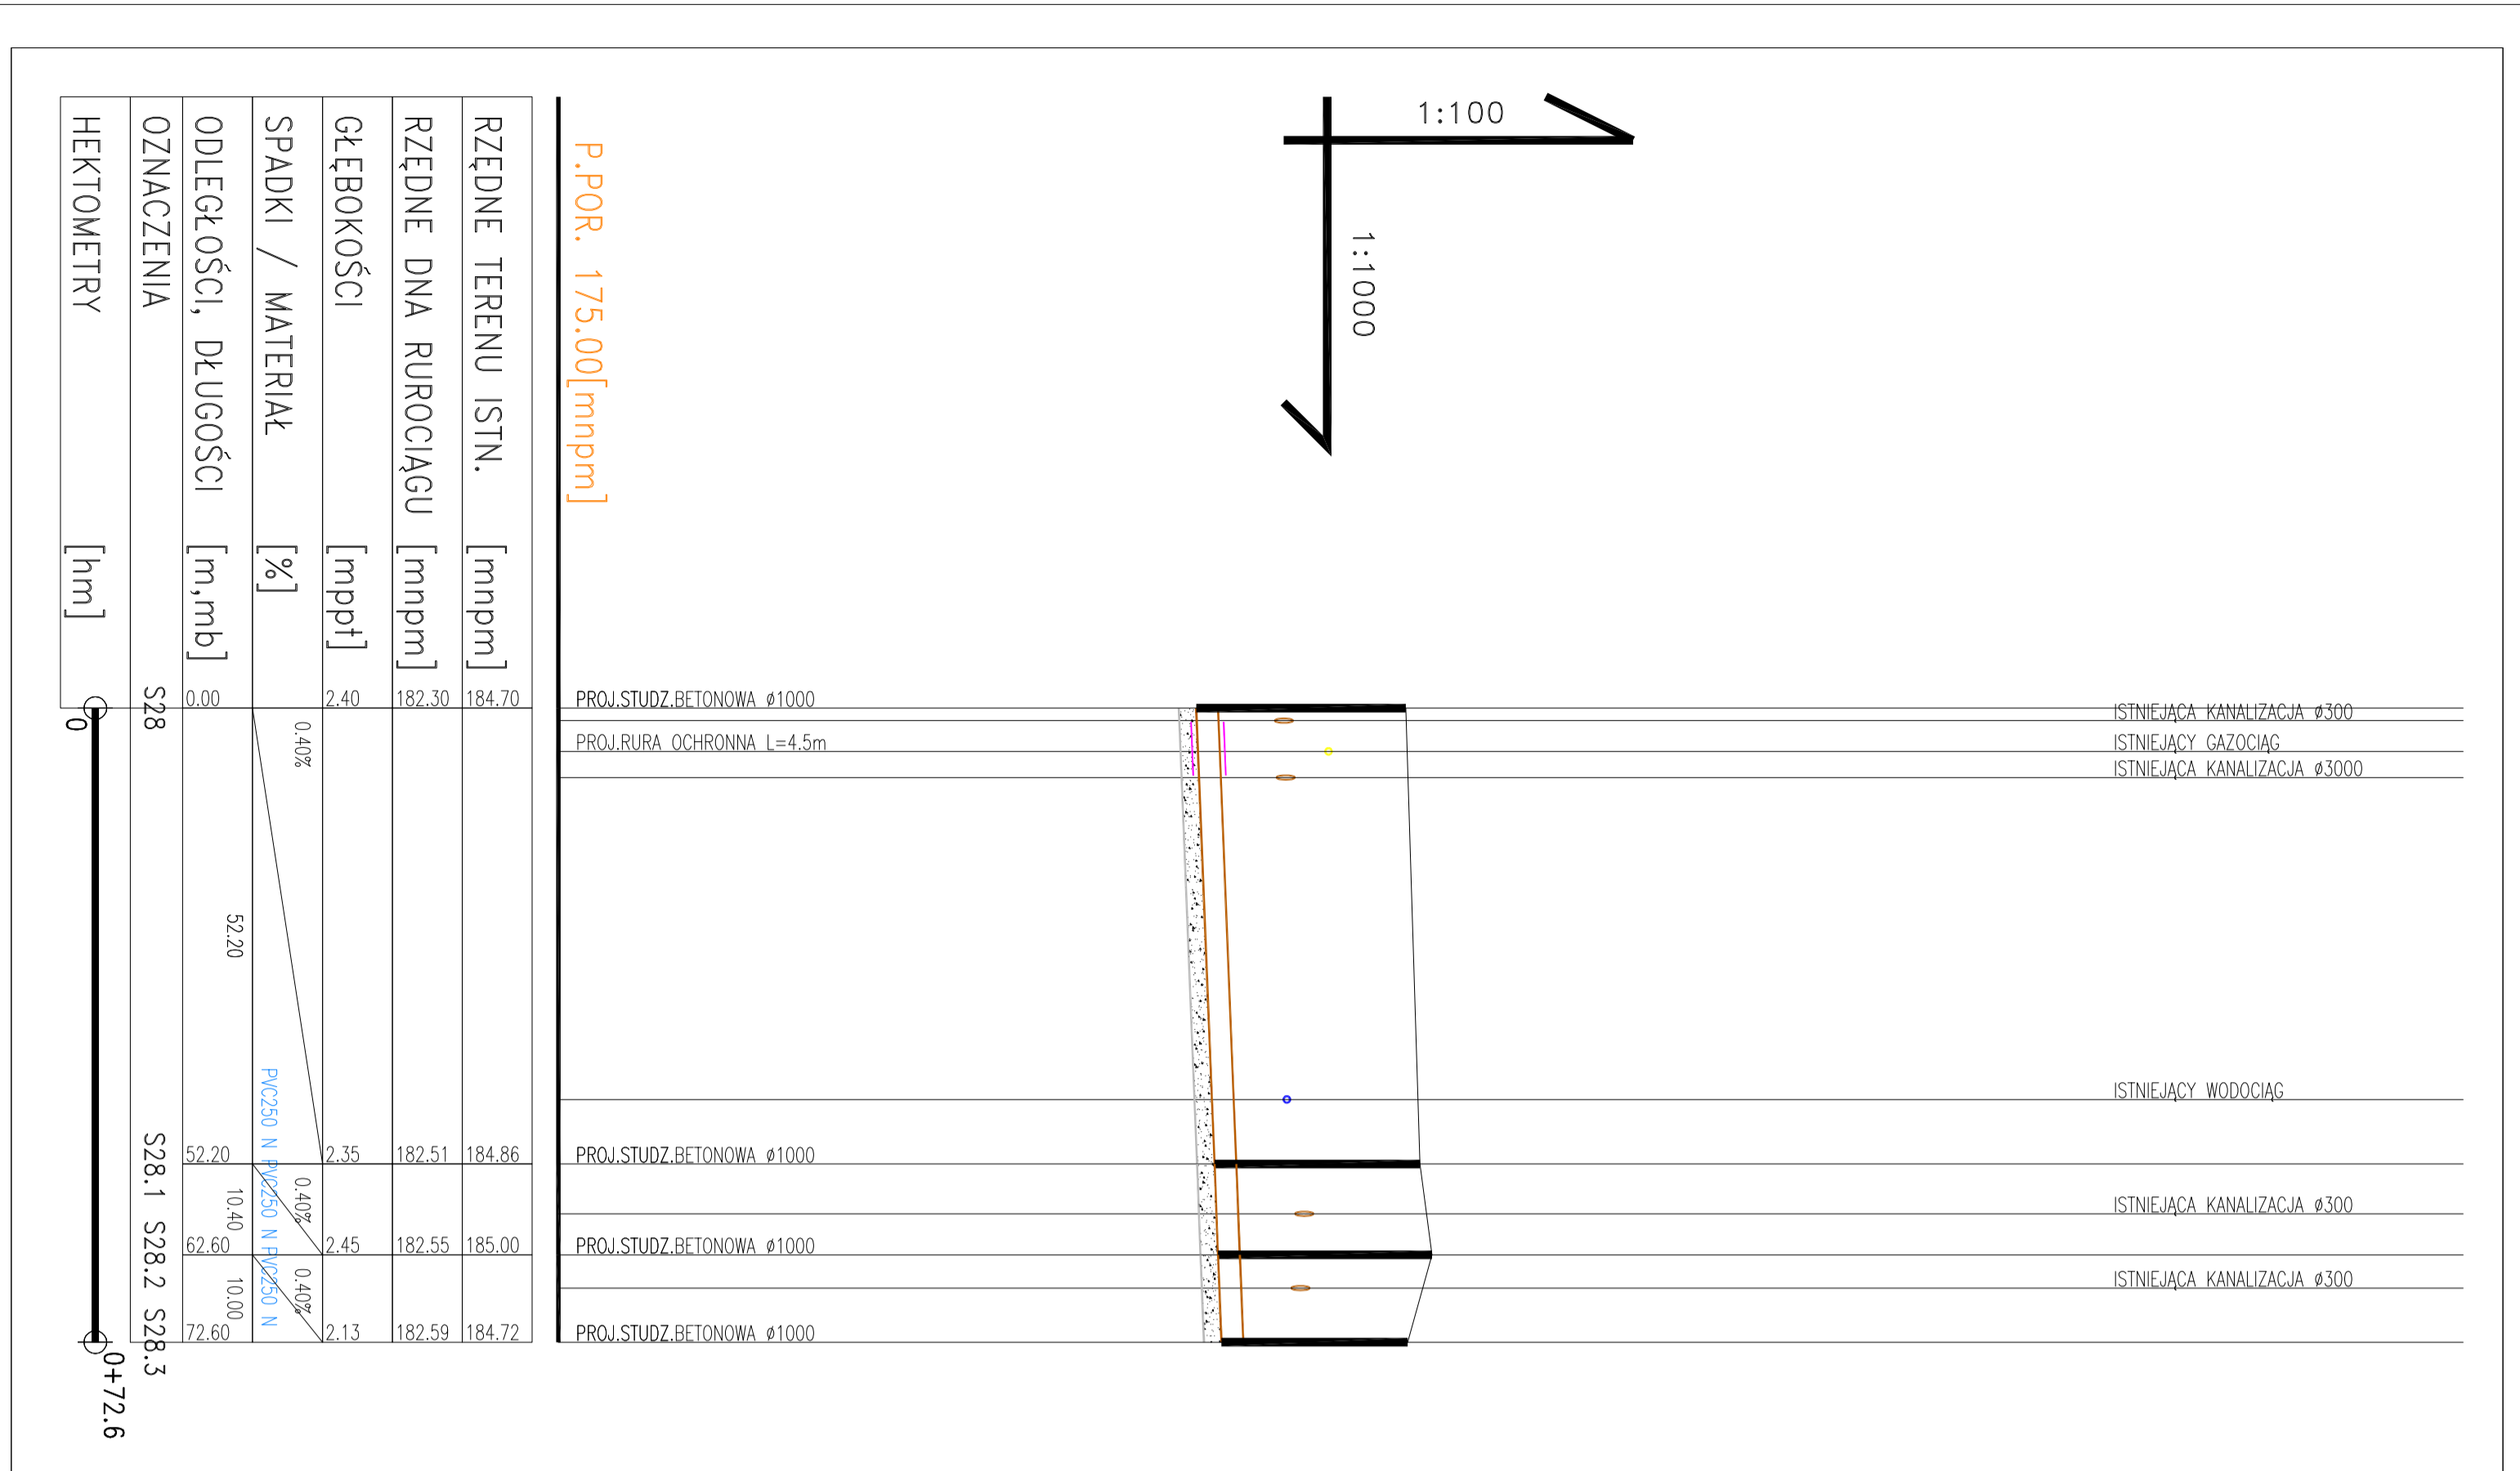 1:100
1:1000
P.POR. 175.00[mnpm]
RZĘDNE TERENU ISTN. [mnpm]
184.70
184.86
185.00
184.72
RZĘDNE DNA RUROCIĄGU [mnpm]
182.30
182.51
182.55
182.59
GŁĘBOKOŚCI [mppt]
2.40
2.35
2.45
2.13
SPADKI / MATERIAŁ [%]
0.40%
0.40%
0.40%
PVC250 N
PVC250 N
PVC250 N
ODLEGŁOŚCI, DŁUGOŚCI [m,mb]
0.00
52.20
52.20
10.40
62.60
10.00
72.60
OZNACZENIA
S28
S28.1
S28.2
S28.3
HEKTOMETRY [hm]
0
0+72.6
PROJ.STUDZ.BETONOWA ø1000
PROJ.RURA OCHRONNA L=4.5m
PROJ.STUDZ.BETONOWA ø1000
PROJ.STUDZ.BETONOWA ø1000
PROJ.STUDZ.BETONOWA ø1000
ISTNIEJĄCA KANALIZACJA ø300
ISTNIEJĄCY GAZOCIĄG
ISTNIEJĄCA KANALIZACJA ø3000
ISTNIEJĄCY WODOCIĄG
ISTNIEJĄCA KANALIZACJA ø300
ISTNIEJĄCA KANALIZACJA ø300